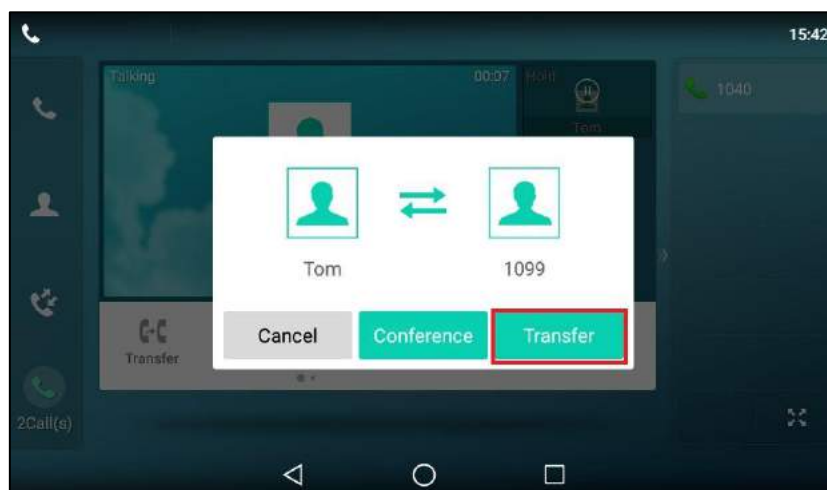 15:42
Talking 00:07 Hold
1040
Tom
Tom 1099
Cancel Conference Transfer
Transfer
2Call(s)